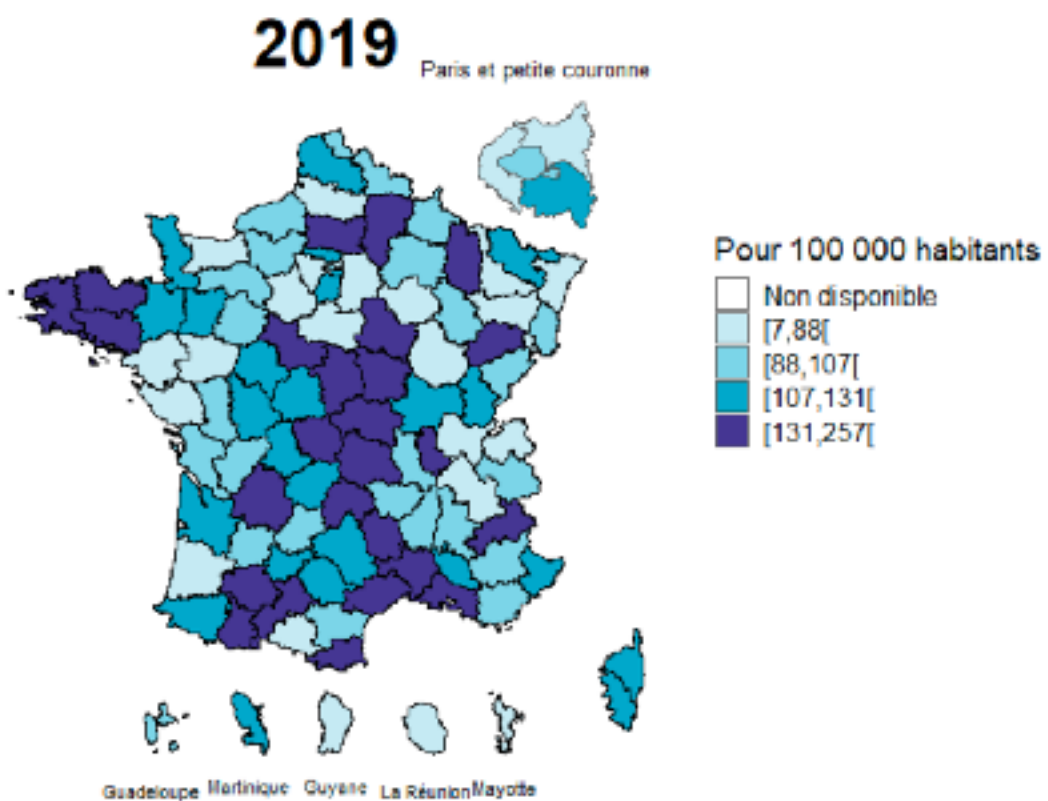 2019
Paris et petite couronne
Pour 100 000 habitants
Non disponible
[7,88[
[88,107[
[107,131[
[131,257[
Guadeloupe Martinique Guyane La Réunion Mayotte